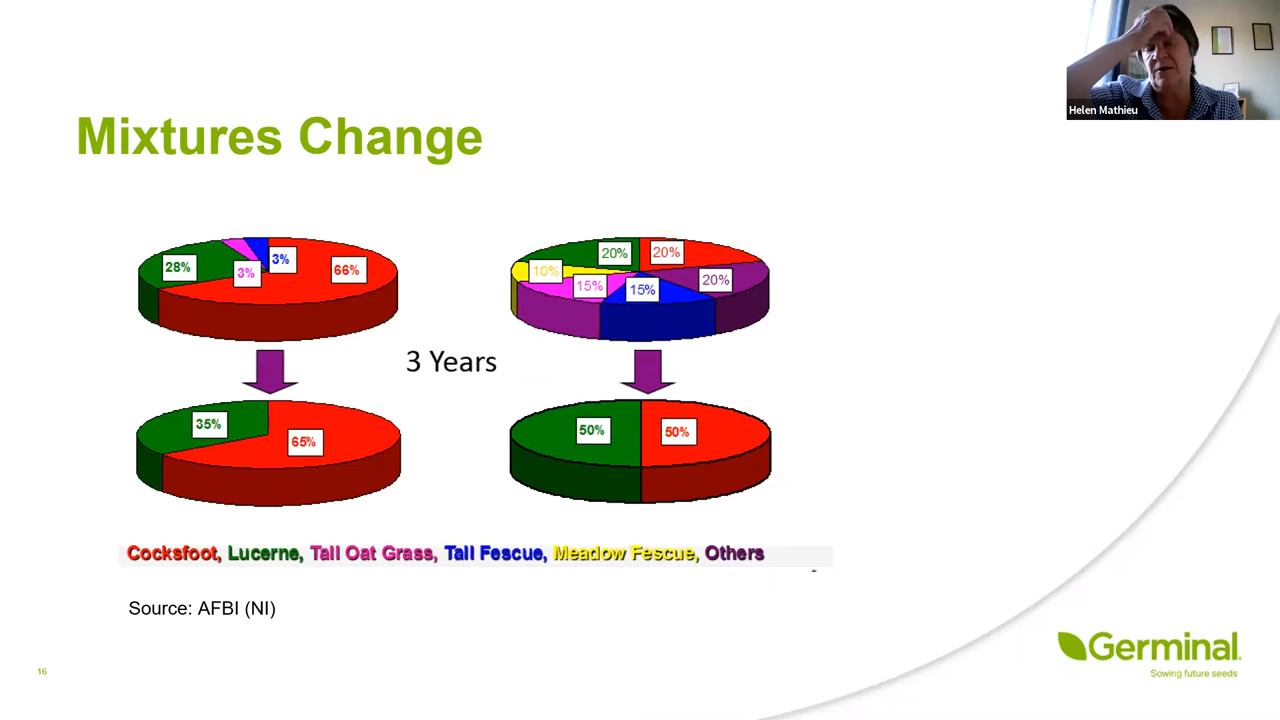 Helen Mathieu
Mixtures Change
28%
3%
3%
66%
20%
20%
10%
15%
15%
20%
3 Years
35%
65%
50%
50%
Cocksfoot, Lucerne, Tall Oat Grass, Tall Fescue, Meadow Fescue, Others
Source: AFBI (NI)
16
Germinal.
Sowing future seeds